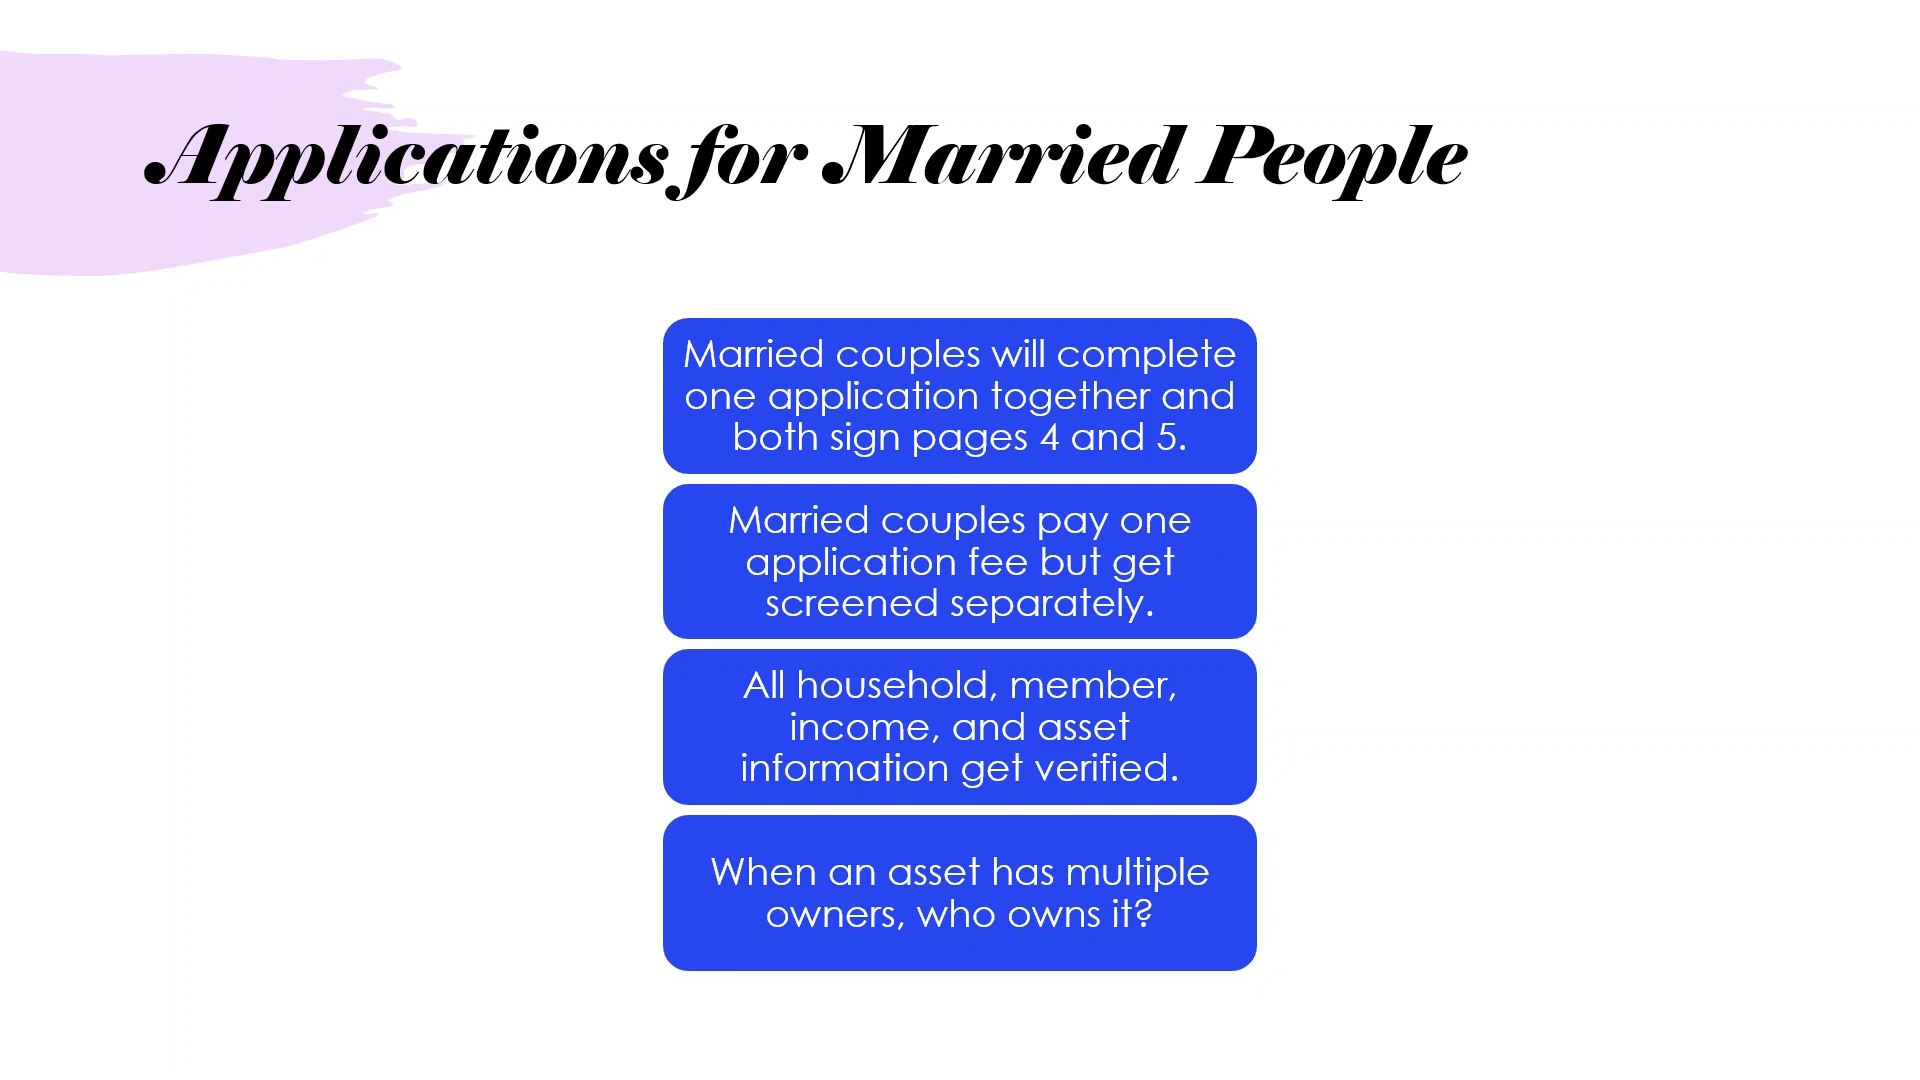 Applications for Married People
Married couples will complete
one application together and
both sign pages 4 and 5.
Married couples pay one
application fee but get
screened separately.
All household, member,
income, and asset
information get verified.
When an asset has multiple
owners, who owns it?